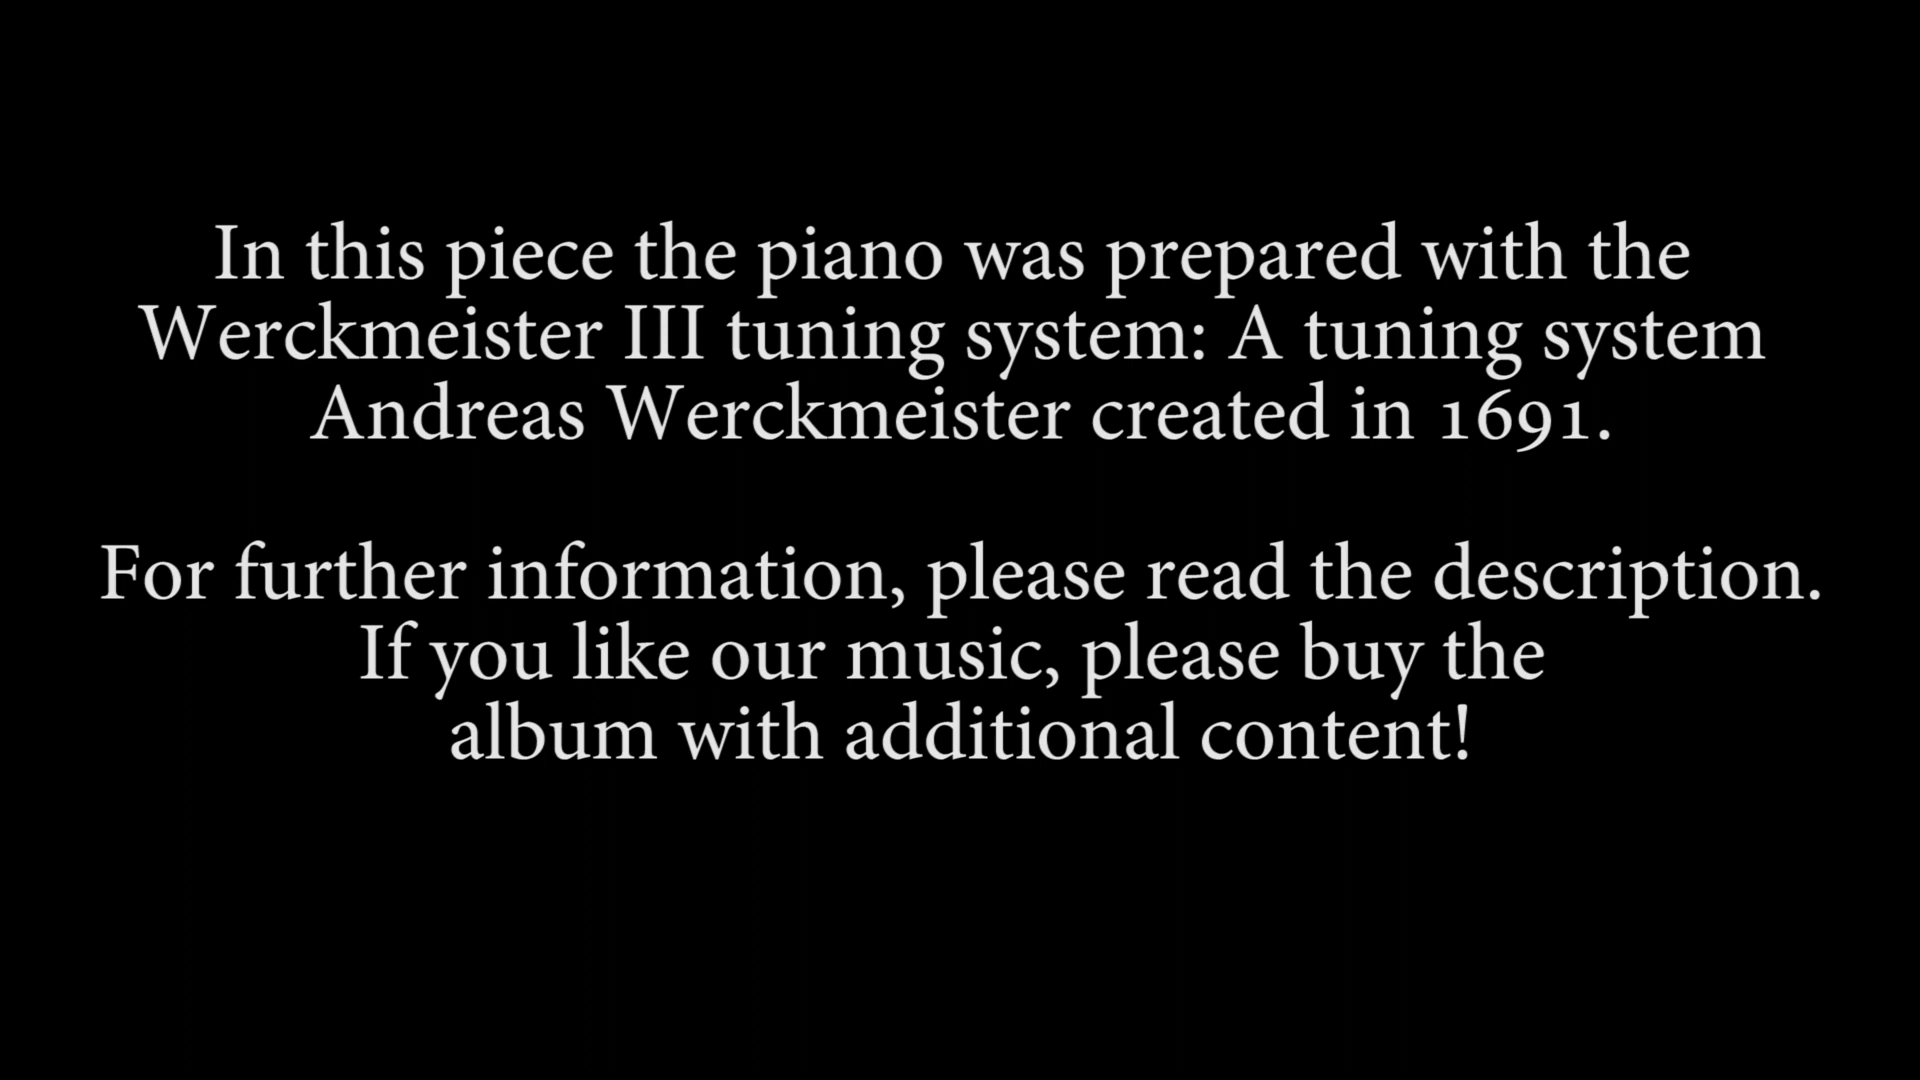 In this piece the piano was prepared with the
Werckmeister III tuning system: A tuning system
Andreas Werckmeister created in 1691.
For further information, please read the description.
If you like our music, please buy the
album with additional content!